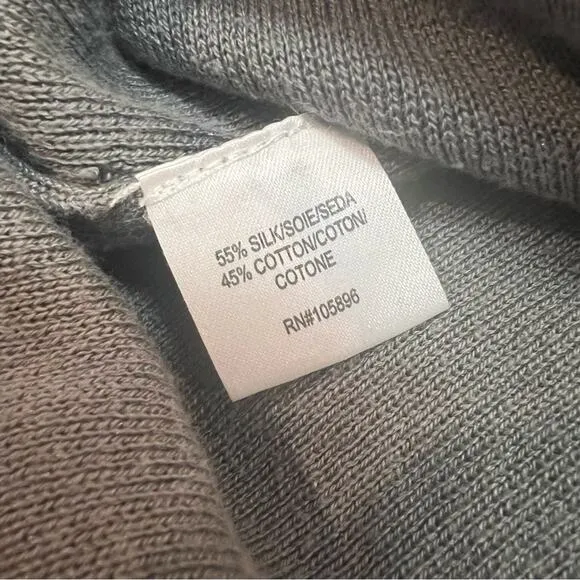 55% SILK/SOIE/SEDA
45% COTTON/COTON/
COTONE
RN#105896